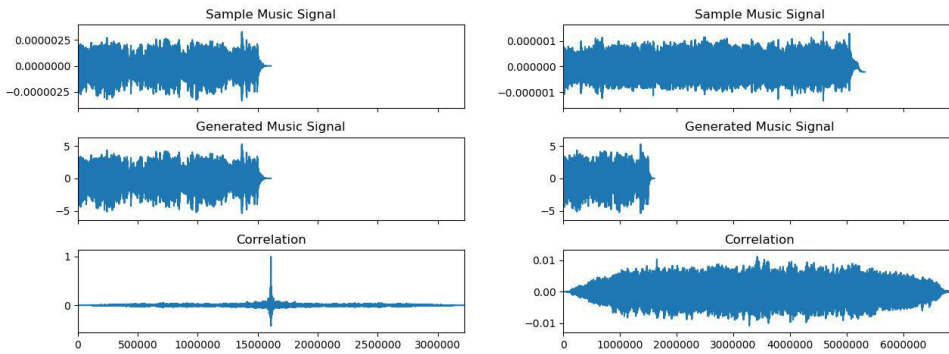 Sample Music Signal
0.0000025
0.0000000
−0.0000025
Generated Music Signal
5
0
−5
Correlation
1
0
0 500000 1000000 1500000 2000000 2500000 3000000
Sample Music Signal
0.000001
0.000000
−0.000001
Generated Music Signal
5
0
−5
Correlation
0.01
0.00
−0.01
0 1000000 2000000 3000000 4000000 5000000 6000000